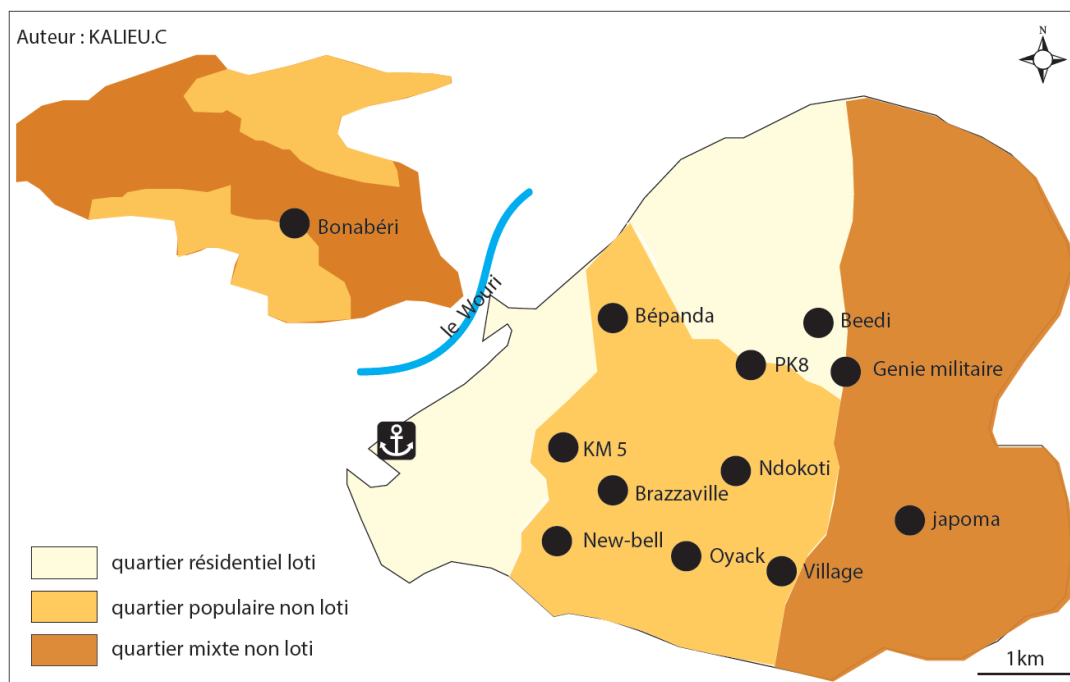 Auteur : KALIEU.C
N
Bonabéri
le Wouri
Bépanda
Beedi
PK8
Genie militaire
KM 5
Ndokoti
Brazzaville
japoma
New-bell
Oyack
Village
quartier résidentiel loti
quartier populaire non loti
quartier mixte non loti
1km